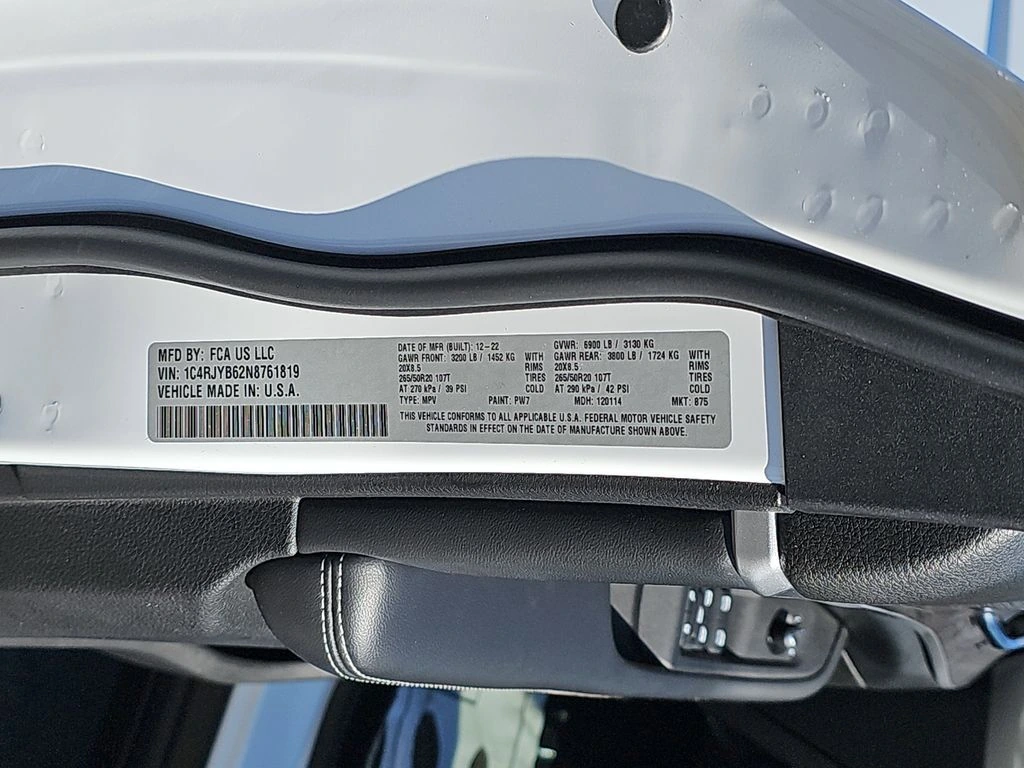 MFD BY: FCA US LLC
VIN: 1C4RJYB62N8761819
VEHICLE MADE IN U.S.A.
DATE OF MFR (BUILT): 12-22 GVWR: 6900 LB / 3130 KG
GAWR FRONT: 3200 LB / 1452 KG WITH GAWR REAR: 3800 LB / 1724 KG WITH
20X8.5 RIMS 20X8.5 RIMS
265/50R20 107T TIRES 265/50R20 107T TIRES
AT 270 kPa / 39 PSI COLD AT 290 kPa / 42 PSI COLD
TYPE: MPV PAINT: PW7 MDH: 120114 MKT: 875
THIS VEHICLE CONFORMS TO ALL APPLICABLE U.S.A. FEDERAL MOTOR VEHICLE SAFETY
STANDARDS IN EFFECT ON THE DATE OF MANUFACTURE SHOWN ABOVE.